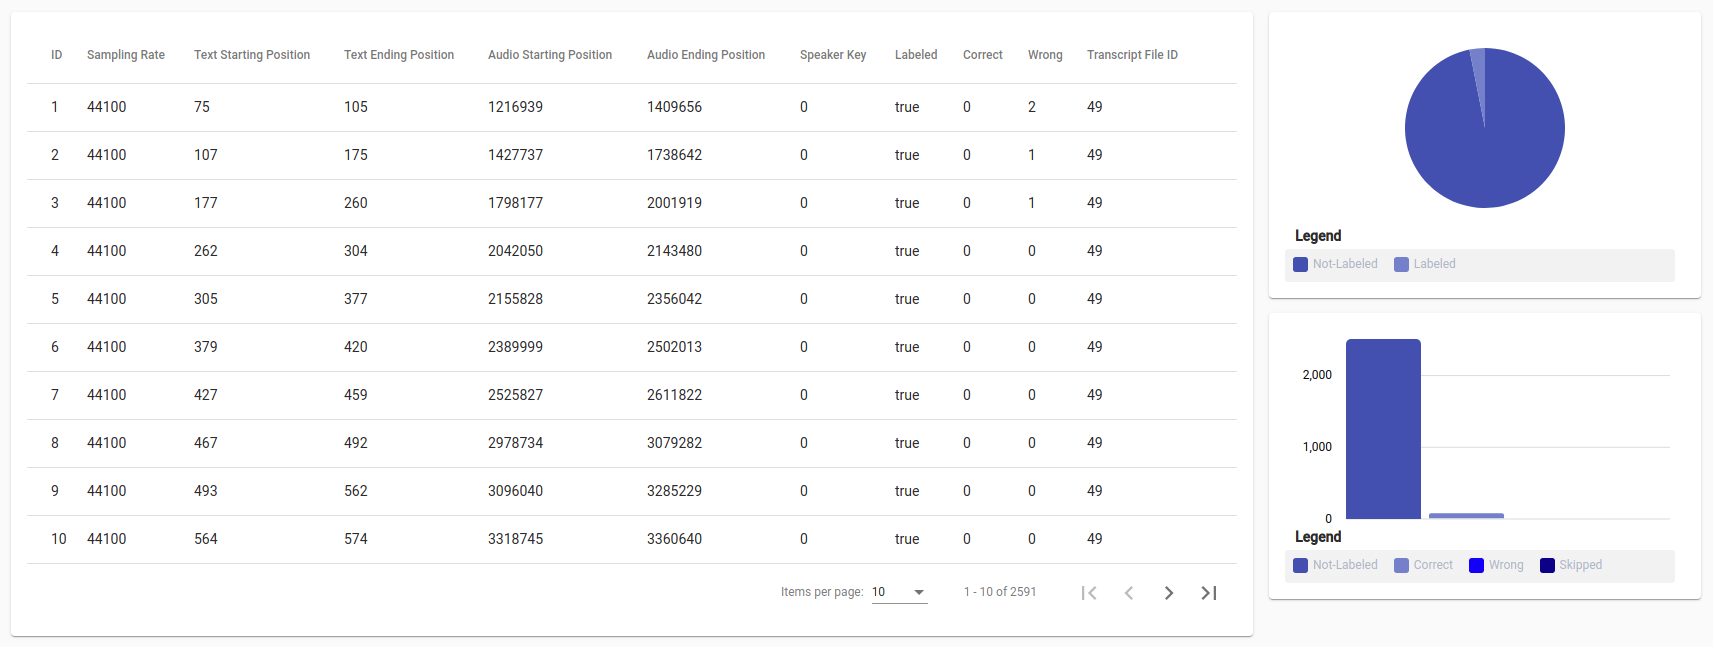 ID Sampling Rate Text Starting Position Text Ending Position Audio Starting Position Audio Ending Position Speaker Key Labeled Correct Wrong Transcript File ID
1 44100 75 105 1216939 1409656 0 true 0 2 49
2 44100 107 175 1427737 1738642 0 true 0 1 49
3 44100 177 260 1798177 2001919 0 true 0 1 49
4 44100 262 304 2042050 2143480 0 true 0 0 49
5 44100 305 377 2155828 2356042 0 true 0 0 49
6 44100 379 420 2389999 2502013 0 true 0 0 49
7 44100 427 459 2525827 2611822 0 true 0 0 49
8 44100 467 492 2978734 3079282 0 true 0 0 49
9 44100 493 562 3096040 3285229 0 true 0 0 49
10 44100 564 574 3318745 3360640 0 true 0 0 49
Items per page: 10 1 - 10 of 2591
Legend
Not-Labeled Labeled
2,000
1,000
0
Legend
Not-Labeled Correct Wrong Skipped